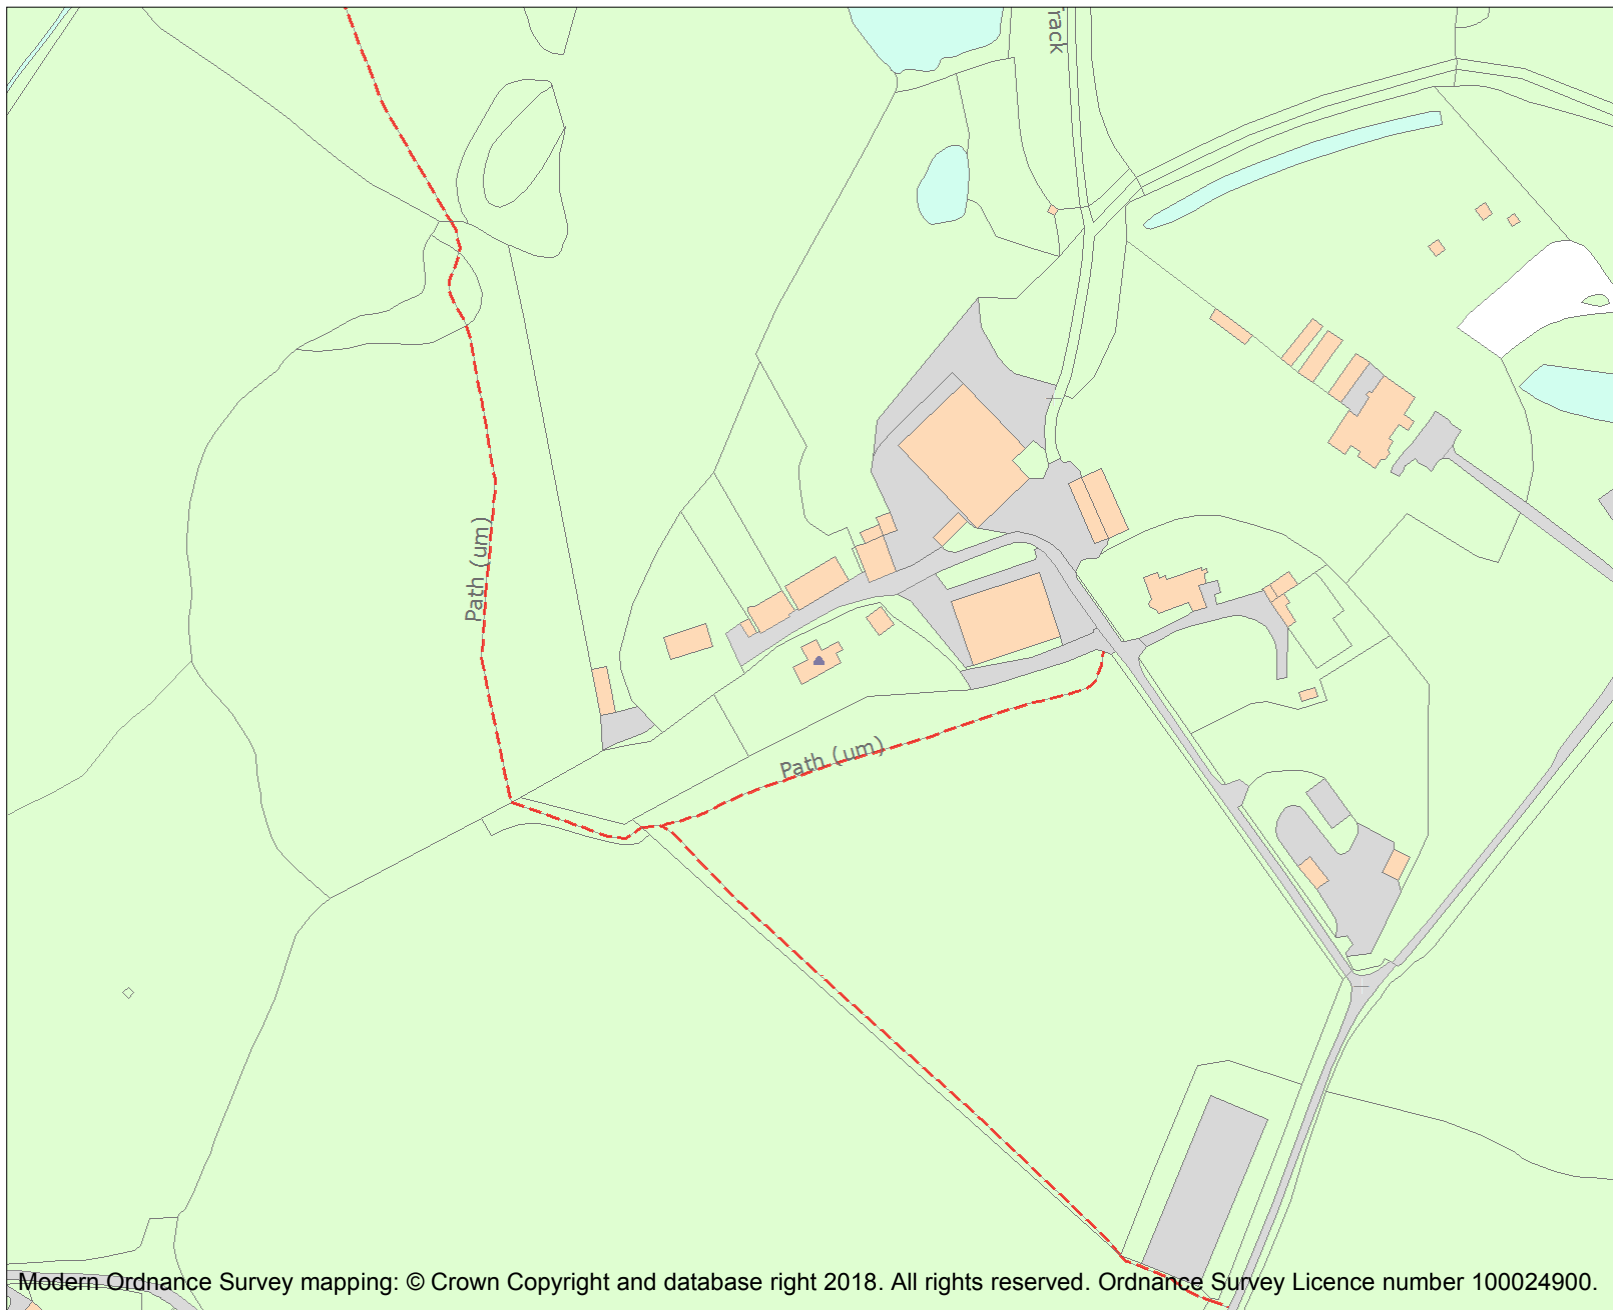 Track
Path (um)
Path (um)
Modern Ordnance Survey mapping: © Crown Copyright and database right 2018. All rights reserved. Ordnance Survey Licence number 100024900.